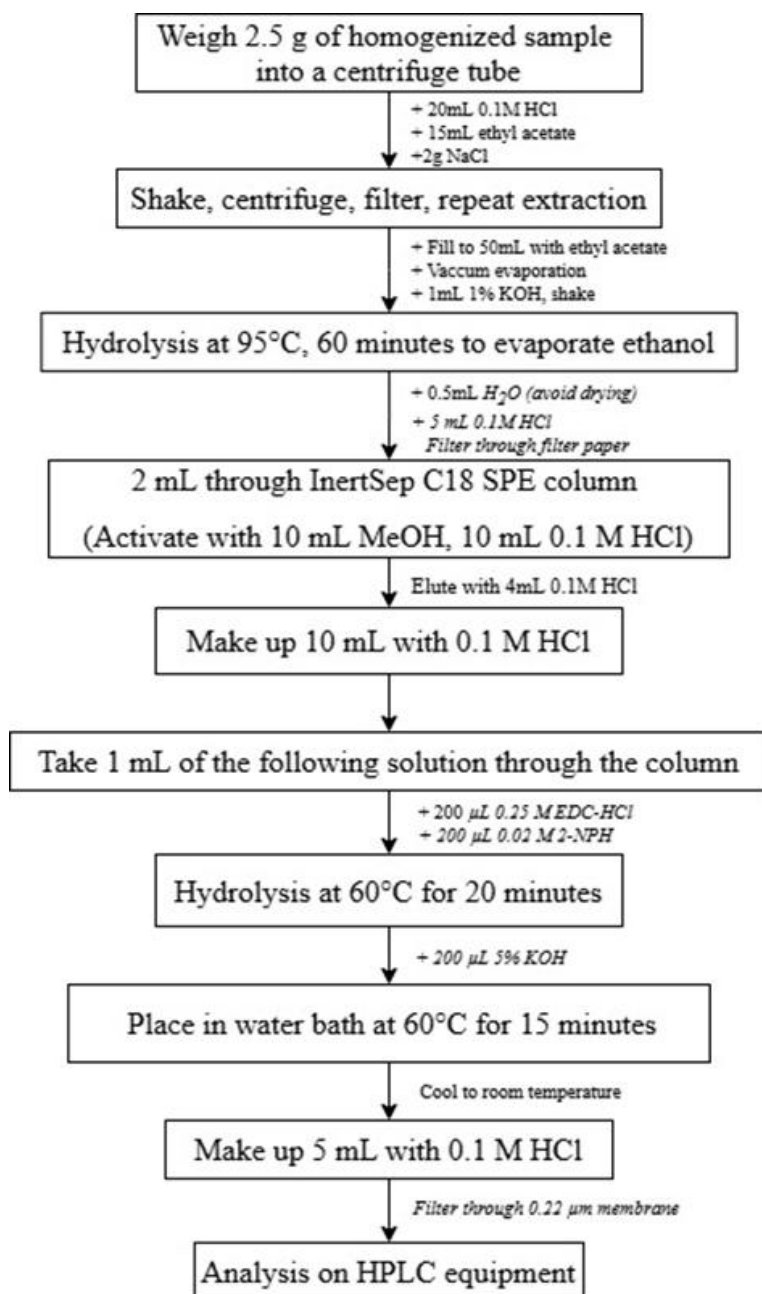 Weigh 2.5 g of homogenized sample
into a centrifuge tube
+ 20mL 0.1M HCl
+ 15mL ethyl acetate
+2g NaCl
Shake, centrifuge, filter, repeat extraction
+ Fill to 50mL with ethyl acetate
+ Vaccum evaporation
+ 1mL 1% KOH, shake
Hydrolysis at 95°C, 60 minutes to evaporate ethanol
+ 0.5mL H₂O (avoid drying)
+ 5 mL 0.1M HCl
Filter through filter paper
2 mL through InertSep C18 SPE column
(Activate with 10 mL MeOH, 10 mL 0.1 M HCl)
Elute with 4mL 0.1M HCl
Make up 10 mL with 0.1 M HCl
Take 1 mL of the following solution through the column
+ 200 µL 0.25 M EDC-HCl
+ 200 µL 0.02 M 2-NPH
Hydrolysis at 60°C for 20 minutes
+ 200 µL 5% KOH
Place in water bath at 60°C for 15 minutes
Cool to room temperature
Make up 5 mL with 0.1 M HCl
Filter through 0.22 µm membrane
Analysis on HPLC equipment